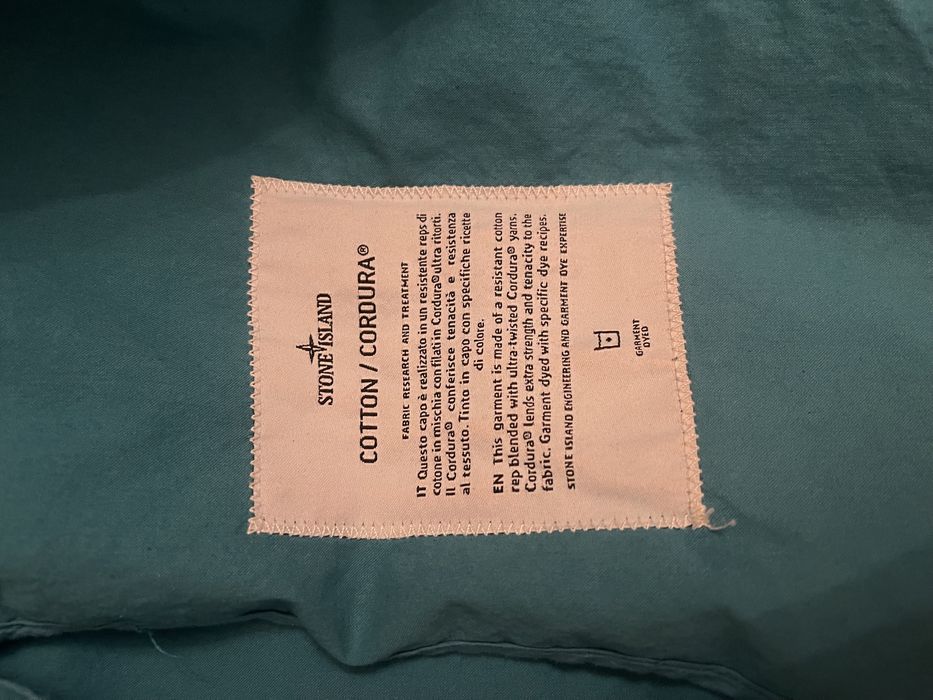 STONE ISLAND
COTTON / CORDURA®
FABRIC RESEARCH AND TREATMENT
IT Questo capo è realizzato in un resistente reps di
cotone in mischia con filati in Cordura® ultra ritorti.
Il Cordura® conferisce tenacità e resistenza
al tessuto. Tinto in capo con specifiche ricette
di colore.
EN This garment is made of a resistant cotton
rep blended with ultra-twisted Cordura® yarns.
Cordura® lends extra strength and tenacity to the
fabric. Garment dyed with specific dye recipes.
STONE ISLAND ENGINEERING AND GARMENT DYE EXPERTISE
GARMENT
DYED